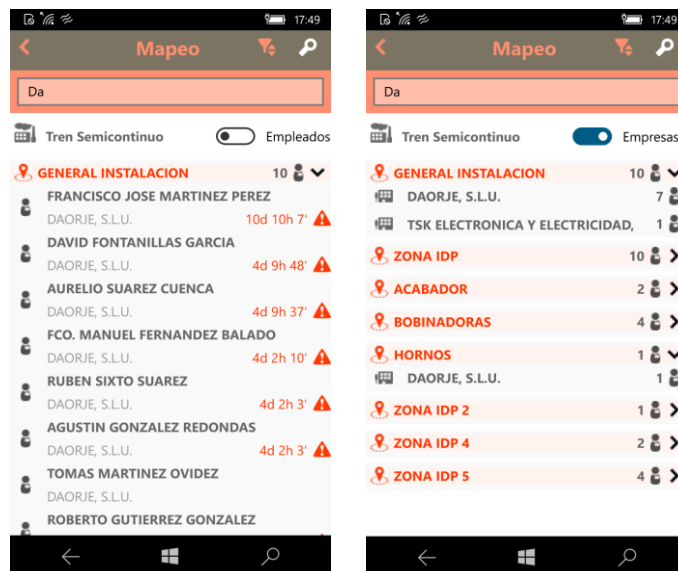 17:49
Mapeo
Da
Tren Semicontinuo Empleados
GENERAL INSTALACION 10
FRANCISCO JOSE MARTINEZ PEREZ
DAORJE, S.L.U. 10d 10h 7'
DAVID FONTANILLAS GARCIA
DAORJE, S.L.U. 4d 9h 48'
AURELIO SUAREZ CUENCA
DAORJE, S.L.U. 4d 9h 37'
FCO. MANUEL FERNANDEZ BALADO
DAORJE, S.L.U. 4d 2h 10'
RUBEN SIXTO SUAREZ
DAORJE, S.L.U. 4d 2h 3'
AGUSTIN GONZALEZ REDONDAS
DAORJE, S.L.U. 4d 2h 3'
TOMAS MARTINEZ OVIDEZ
DAORJE, S.L.U.
ROBERTO GUTIERREZ GONZALEZ
17:49
Mapeo
Da
Tren Semicontinuo Empresas
GENERAL INSTALACION 10
DAORJE, S.L.U. 7
TSK ELECTRONICA Y ELECTRICIDAD, 1
ZONA IDP 10
ACABADOR 2
BOBINADORAS 4
HORNOS 1
DAORJE, S.L.U. 1
ZONA IDP 2 1
ZONA IDP 4 2
ZONA IDP 5 4